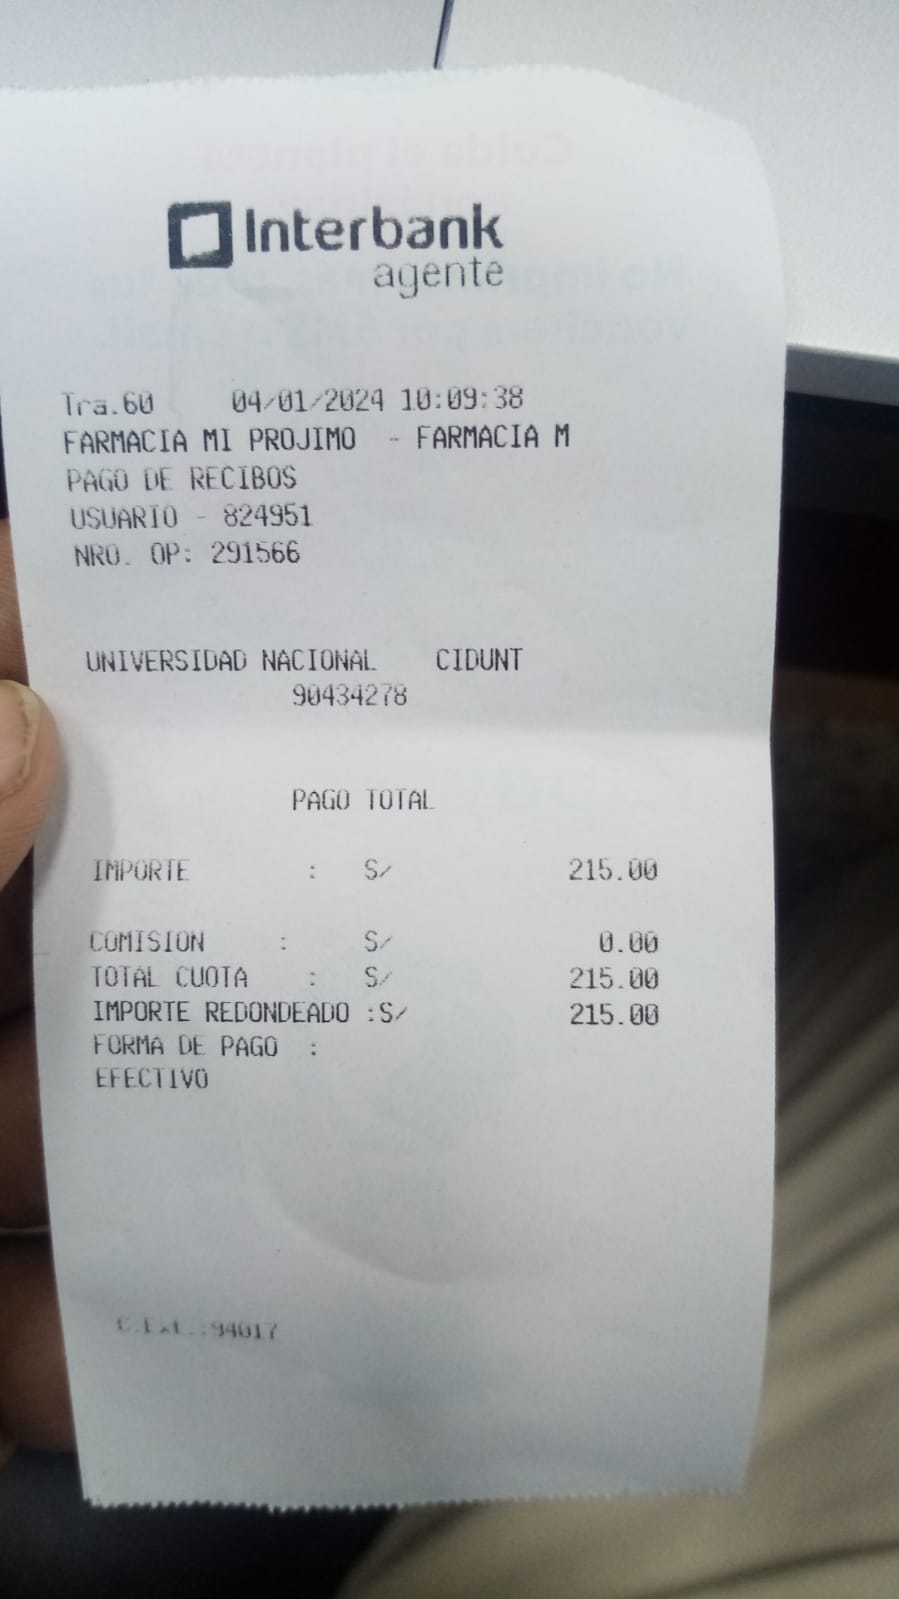 Interbank
agente
Tra.60 04/01/2024 10:09:38
FARMACIA MI PROJIMO - FARMACIA M
PAGO DE RECIBOS
USUARIO - 824951
NRO. OP: 291566
UNIVERSIDAD NACIONAL CIDUNT
90434278
PAGO TOTAL
IMPORTE : S/ 215.00
COMISION : S/ 0.00
TOTAL CUOTA : S/ 215.00
IMPORTE REDONDEADO :S/ 215.00
FORMA DE PAGO :
EFECTIVO
C.Ext.:94017